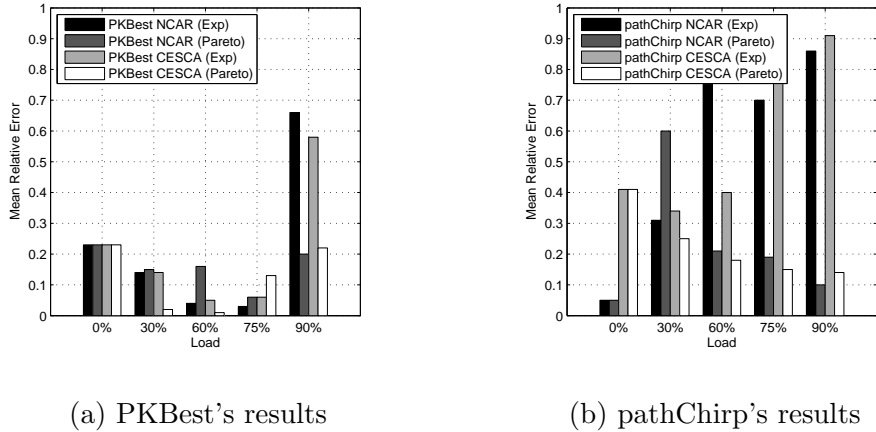 1
0.9
0.8
0.7
0.6
0.5
0.4
0.3
0.2
0.1
0
Mean Relative Error
PKBest NCAR (Exp)
PKBest NCAR (Pareto)
PKBest CESCA (Exp)
PKBest CESCA (Pareto)
0% 30% 60% 75% 90%
Load
(a) PKBest's results
1
0.9
0.8
0.7
0.6
0.5
0.4
0.3
0.2
0.1
0
Mean Relative Error
pathChirp NCAR (Exp)
pathChirp NCAR (Pareto)
pathChirp CESCA (Exp)
pathChirp CESCA (Pareto)
0% 30% 60% 75% 90%
Load
(b) pathChirp's results